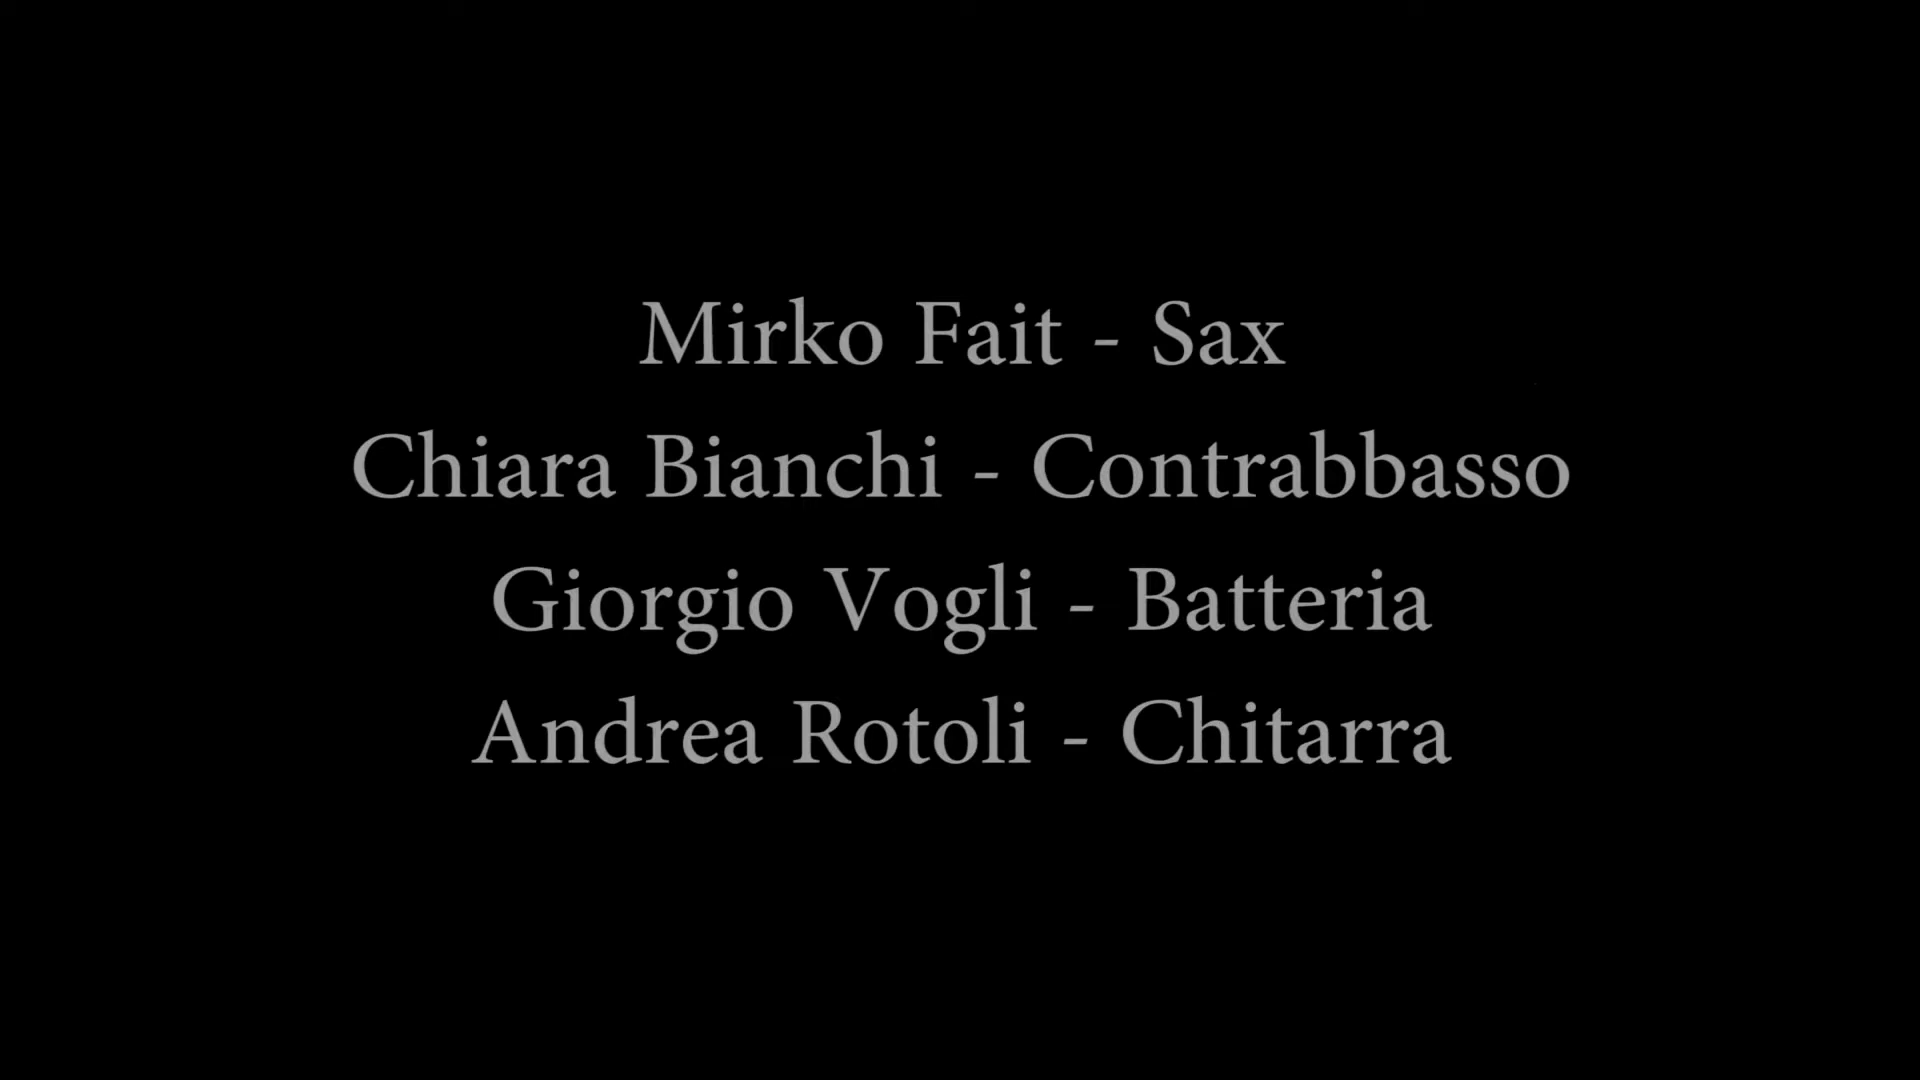 Mirko Fait - Sax
Chiara Bianchi - Contrabbasso
Giorgio Vogli - Batteria
Andrea Rotoli - Chitarra